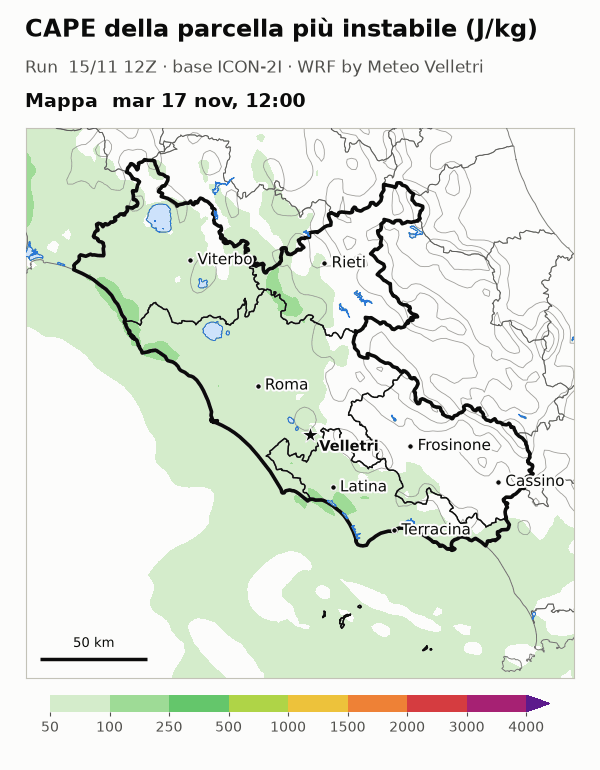 CAPE della parcella più instabile (J/kg)
Run  15/11 12Z · base ICON-2I · WRF by Meteo Velletri
Mappa  mar 17 nov, 12:00
Viterbo
Rieti
Roma
Velletri
Frosinone
Cassino
Latina
Terracina
50 km
50 100 250 500 1000 1500 2000 3000 4000